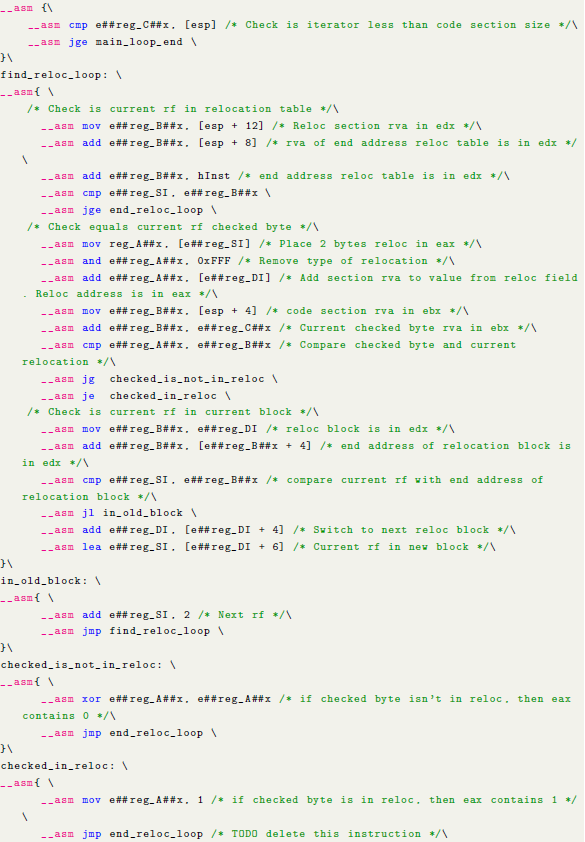 __asm {\
__asm cmp e##reg_C##x, [esp] /* Check is iterator less than code section size */\
__asm jge main_loop_end \
}\
find_reloc_loop: \
__asm{ \
/* Check is current rf in relocation table */\
__asm mov e##reg_B##x, [esp + 12] /* Reloc section rva in edx */\
__asm add e##reg_B##x, [esp + 8] /* rva of end address reloc table is in edx */
\
__asm add e##reg_B##x, hInst /* end address reloc table is in edx */\
__asm cmp e##reg_SI, e##reg_B##x \
__asm jge end_reloc_loop \
/* Check equals current rf checked byte */\
__asm mov reg_A##x, [e##reg_SI] /* Place 2 bytes reloc in eax */\
__asm and e##reg_A##x, 0xFFF /* Remove type of relocation */\
__asm add e##reg_A##x, [e##reg_DI] /* Add section rva to value from reloc field
. Reloc address is in eax */\
__asm mov e##reg_B##x, [esp + 4] /* code section rva in ebx */\
__asm add e##reg_B##x, e##reg_C##x /* Current checked byte rva in ebx */\
__asm cmp e##reg_A##x, e##reg_B##x /* Compare checked byte and current
relocation */\
__asm jg  checked_is_not_in_reloc \
__asm je  checked_in_reloc \
/* Check is current rf in current block */\
__asm mov e##reg_B##x, e##reg_DI /* reloc block is in edx */\
__asm add e##reg_B##x, [e##reg_B##x + 4] /* end address of relocation block is
in edx */\
__asm cmp e##reg_SI, e##reg_B##x /* compare current rf with end address of
relocation block */\
__asm jl in_old_block \
__asm add e##reg_DI, [e##reg_DI + 4] /* Switch to next reloc block */\
__asm lea e##reg_SI, [e##reg_DI + 6] /* Current rf in new block */\
}\
in_old_block: \
__asm{ \
__asm add e##reg_SI, 2 /* Next rf */\
__asm jmp find_reloc_loop \
}\
checked_is_not_in_reloc: \
__asm{ \
__asm xor e##reg_A##x, e##reg_A##x /* if checked byte isn't in reloc, then eax
contains 0 */\
__asm jmp end_reloc_loop \
}\
checked_in_reloc: \
__asm{ \
__asm mov e##reg_A##x, 1 /* if checked byte is in reloc, then eax contains 1 */
\
__asm jmp end_reloc_loop /* TODO delete this instruction */\